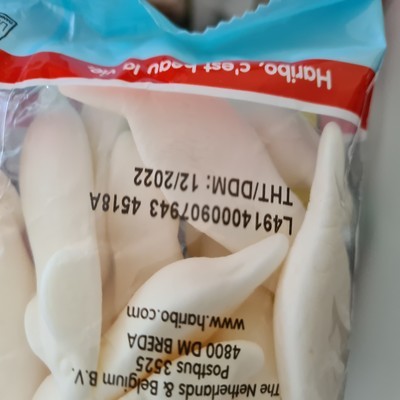 The Netherlands & Belgium B.V.
Postbus 3525
4800 DM BREDA
www.haribo.com
L4914000907943 4518A
THT/DDM: 12/2022
Haribo, c'est beau la vie